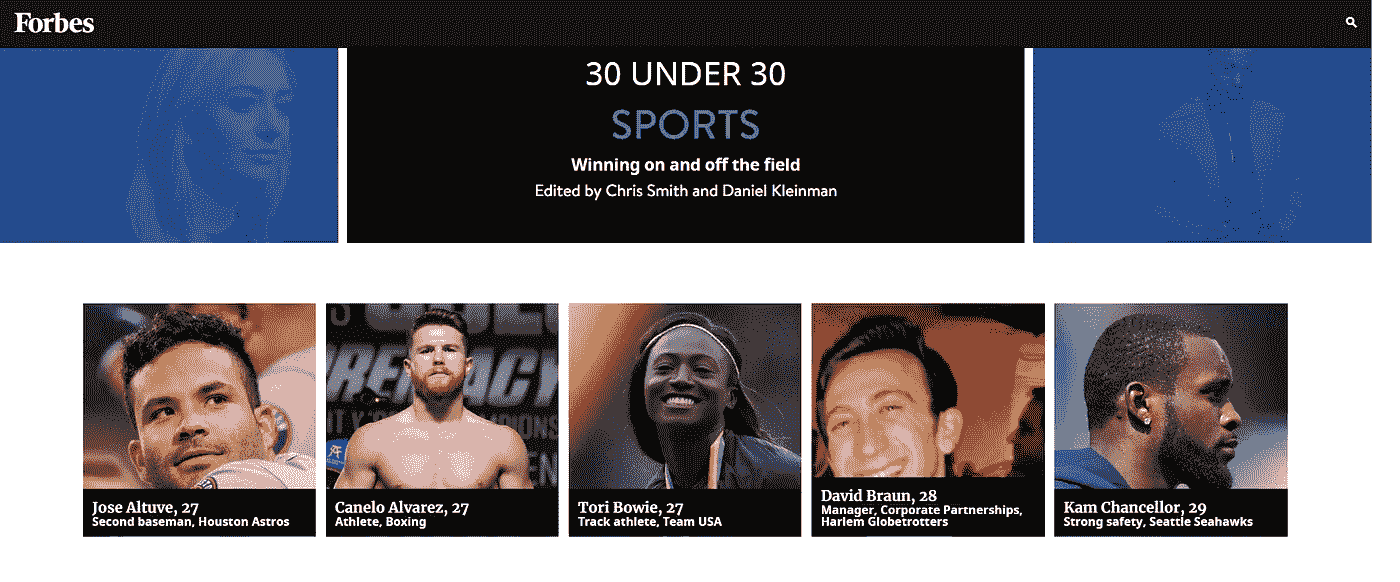 Forbes
30 UNDER 30
SPORTS
Winning on and off the field
Edited by Chris Smith and Daniel Kleinman
Jose Altuve, 27
Second baseman, Houston Astros
Canelo Alvarez, 27
Athlete, Boxing
Tori Bowie, 27
Track athlete, Team USA
David Braun, 28
Manager, Corporate Partnerships,
Harlem Globetrotters
Kam Chancellor, 29
Strong safety, Seattle Seahawks